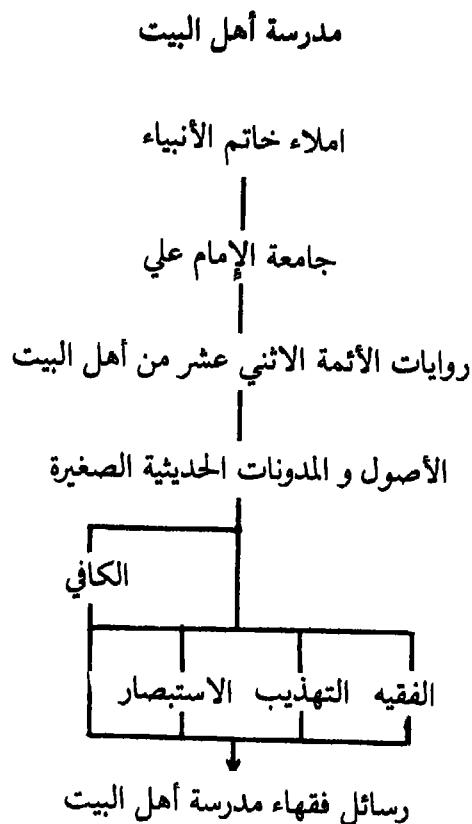 مدرسة أهل البيت
املاء خاتم الأنبياء
جامعة الإمام علي
روايات الأئمة الاثني عشر من أهل البيت
الأصول و المدونات الحديثية الصغيرة
الكافي
الفقيه التهذيب الاستبصار
رسائل فقهاء مدرسة أهل البيت